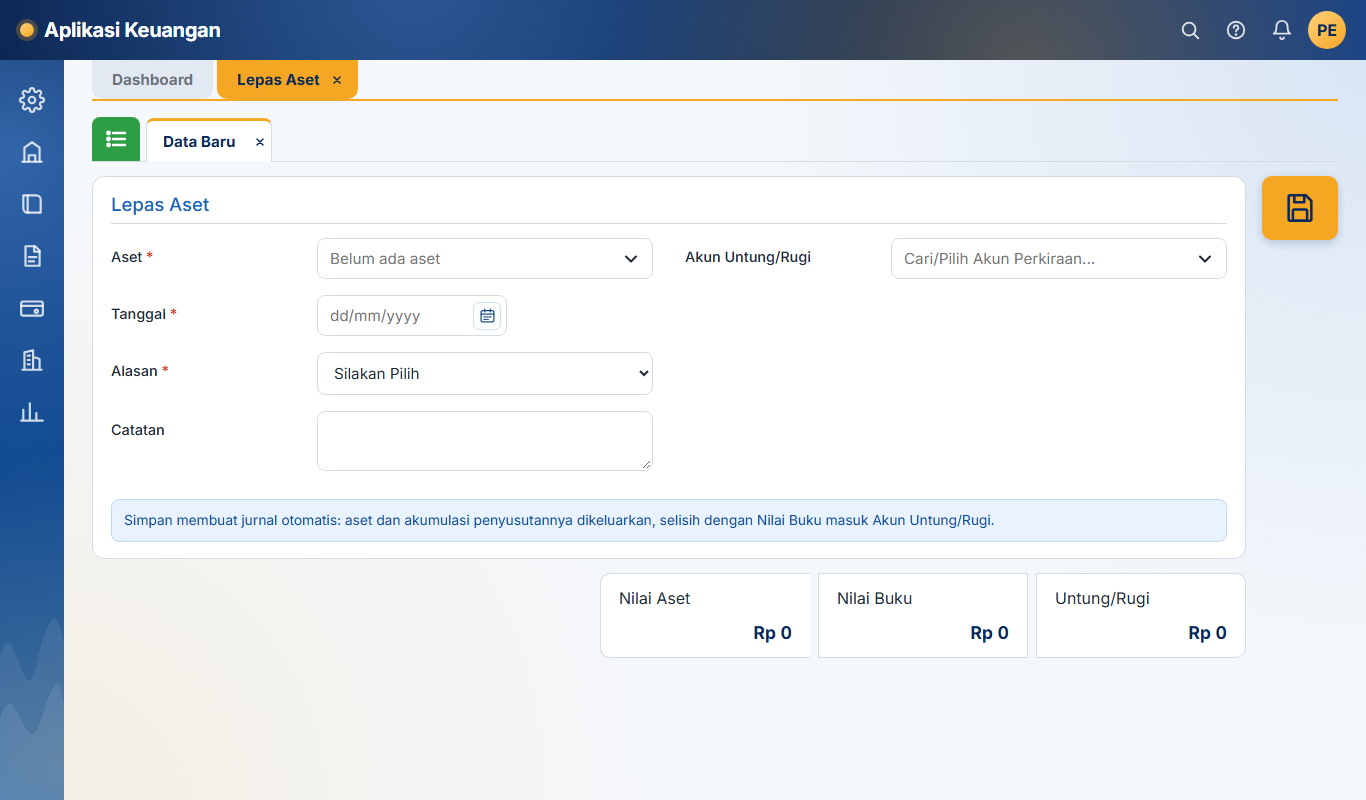 Aplikasi Keuangan
PE
Dashboard
Lepas Aset ×
Data Baru ×
Lepas Aset
Aset *
Belum ada aset
Akun Untung/Rugi
Cari/Pilih Akun Perkiraan...
Tanggal *
dd/mm/yyyy
Alasan *
Silakan Pilih
Catatan
Simpan membuat jurnal otomatis: aset dan akumulasi penyusutannya dikeluarkan, selisih dengan Nilai Buku masuk Akun Untung/Rugi.
Nilai Aset
Rp 0
Nilai Buku
Rp 0
Untung/Rugi
Rp 0